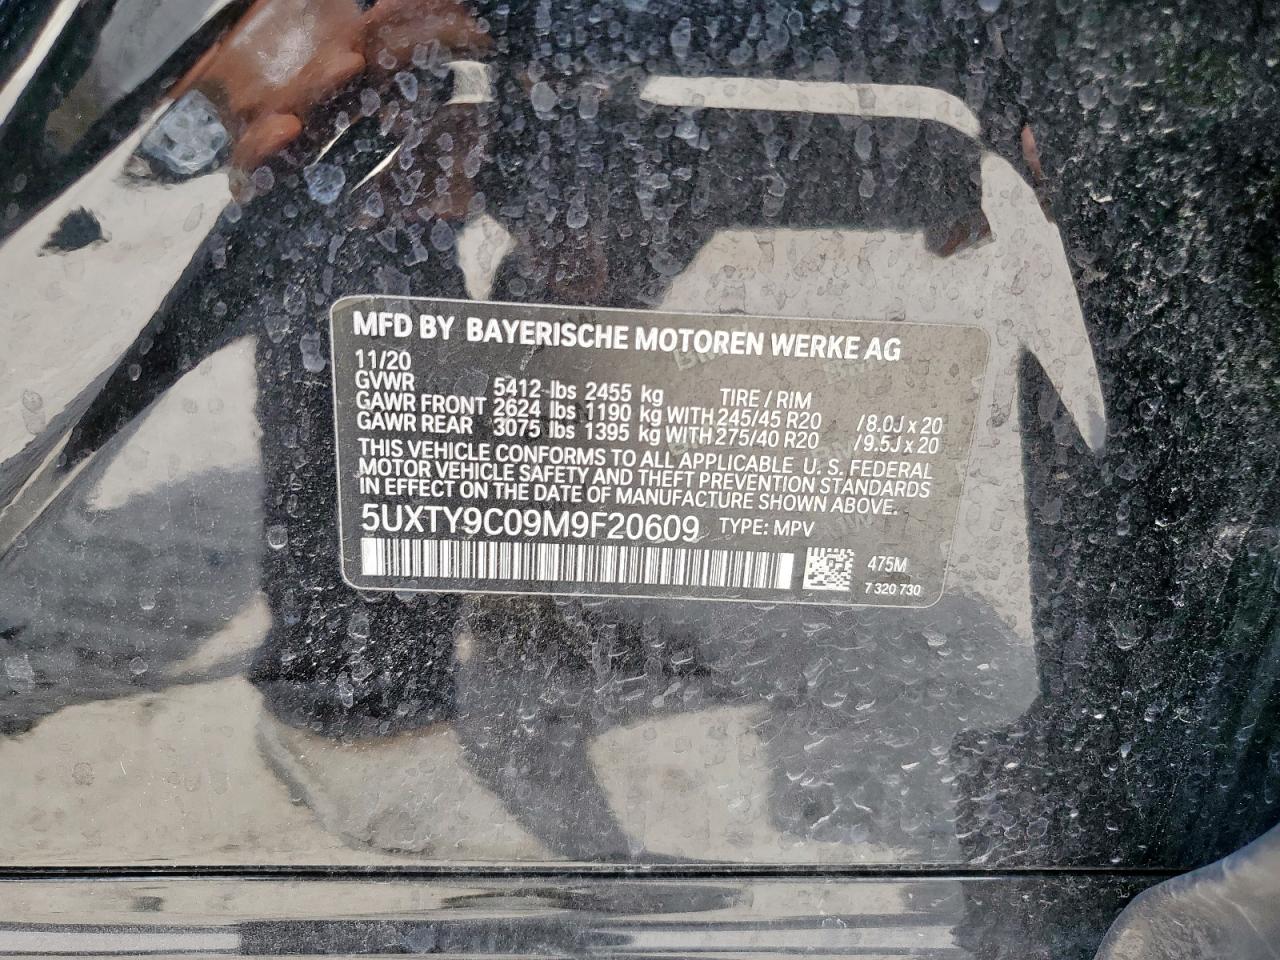 MFD BY BAYERISCHE MOTOREN WERKE AG
11/20
GVWR 5412 lbs 2455 kg TIRE / RIM
GAWR FRONT 2624 lbs 1190 kg WITH 245/45 R20 /8.0J x 20
GAWR REAR 3075 lbs 1395 kg WITH 275/40 R20 /9.5J x 20
THIS VEHICLE CONFORMS TO ALL APPLICABLE U. S. FEDERAL
MOTOR VEHICLE SAFETY AND THEFT PREVENTION STANDARDS
IN EFFECT ON THE DATE OF MANUFACTURE SHOWN ABOVE.
5UXTY9C09M9F20609 TYPE: MPV
475M
7 320 730